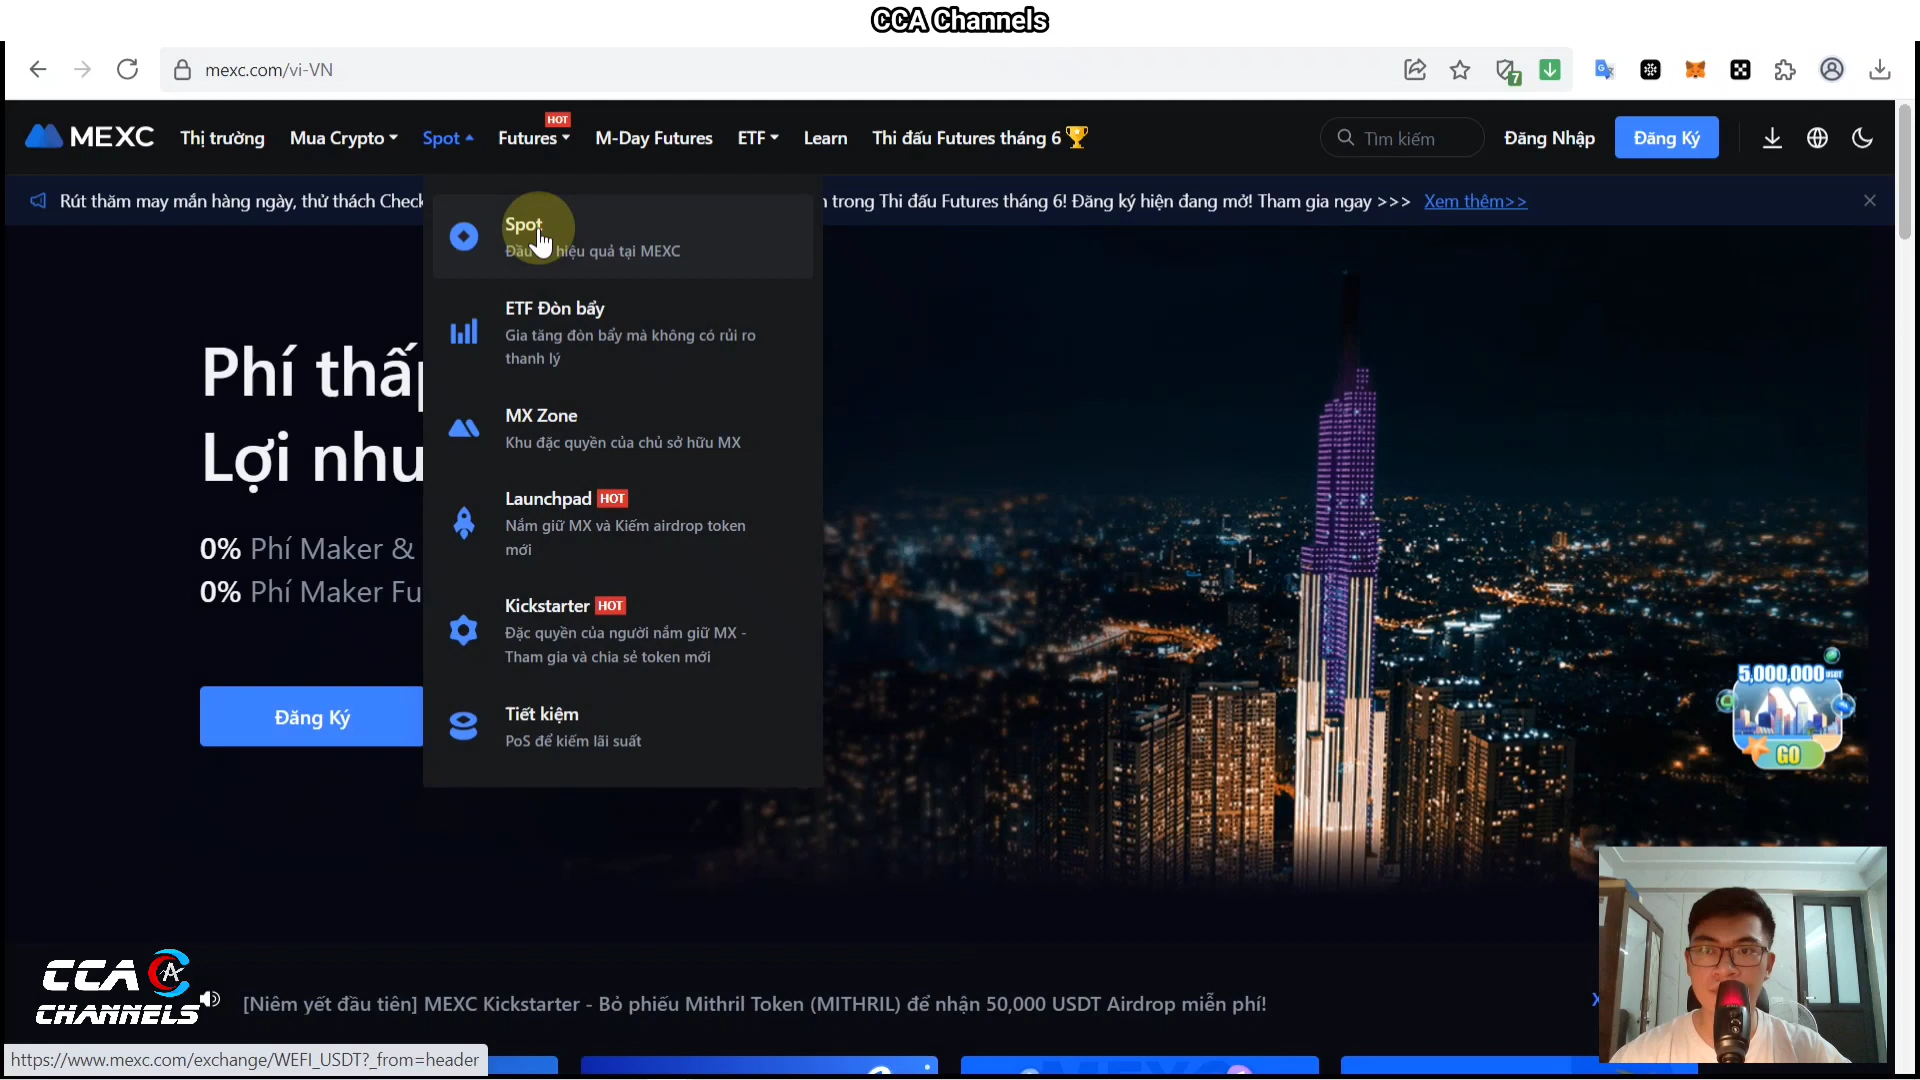 CCA Channels
mexc.com/vi-VN
7
MEXC
Thị trường
Mua Crypto
Spot
Futures
HOT
M-Day Futures
ETF
Learn
Thi đấu Futures tháng 6
Tìm kiếm
Đăng Nhập
Đăng Ký
Rút thăm may mắn hàng ngày, thử thách Check
trong Thi đấu Futures tháng 6! Đăng ký hiện đang mở! Tham gia ngay >>>
Xem thêm>>
Spot
hiệu quả tại MEXC
ETF Đòn bẩy
Gia tăng đòn bẩy mà không có rủi ro
thanh lý
MX Zone
Khu đặc quyền của chủ sở hữu MX
Launchpad HOT
Nắm giữ MX và Kiếm airdrop token
mới
Kickstarter HOT
Đặc quyền của người nắm giữ MX -
Tham gia và chia sẻ token mới
Tiết kiệm
PoS để kiếm lãi suất
Phí thấp
Lợi nhu
0% Phí Maker &
0% Phí Maker Fu
Đăng Ký
5,000,000 USDT
GO
CCA
CHANNELS
[Niêm yết đầu tiên] MEXC Kickstarter - Bỏ phiếu Mithril Token (MITHRIL) để nhận 50,000 USDT Airdrop miễn phí!
https://www.mexc.com/exchange/WEFI_USDT?_from=header